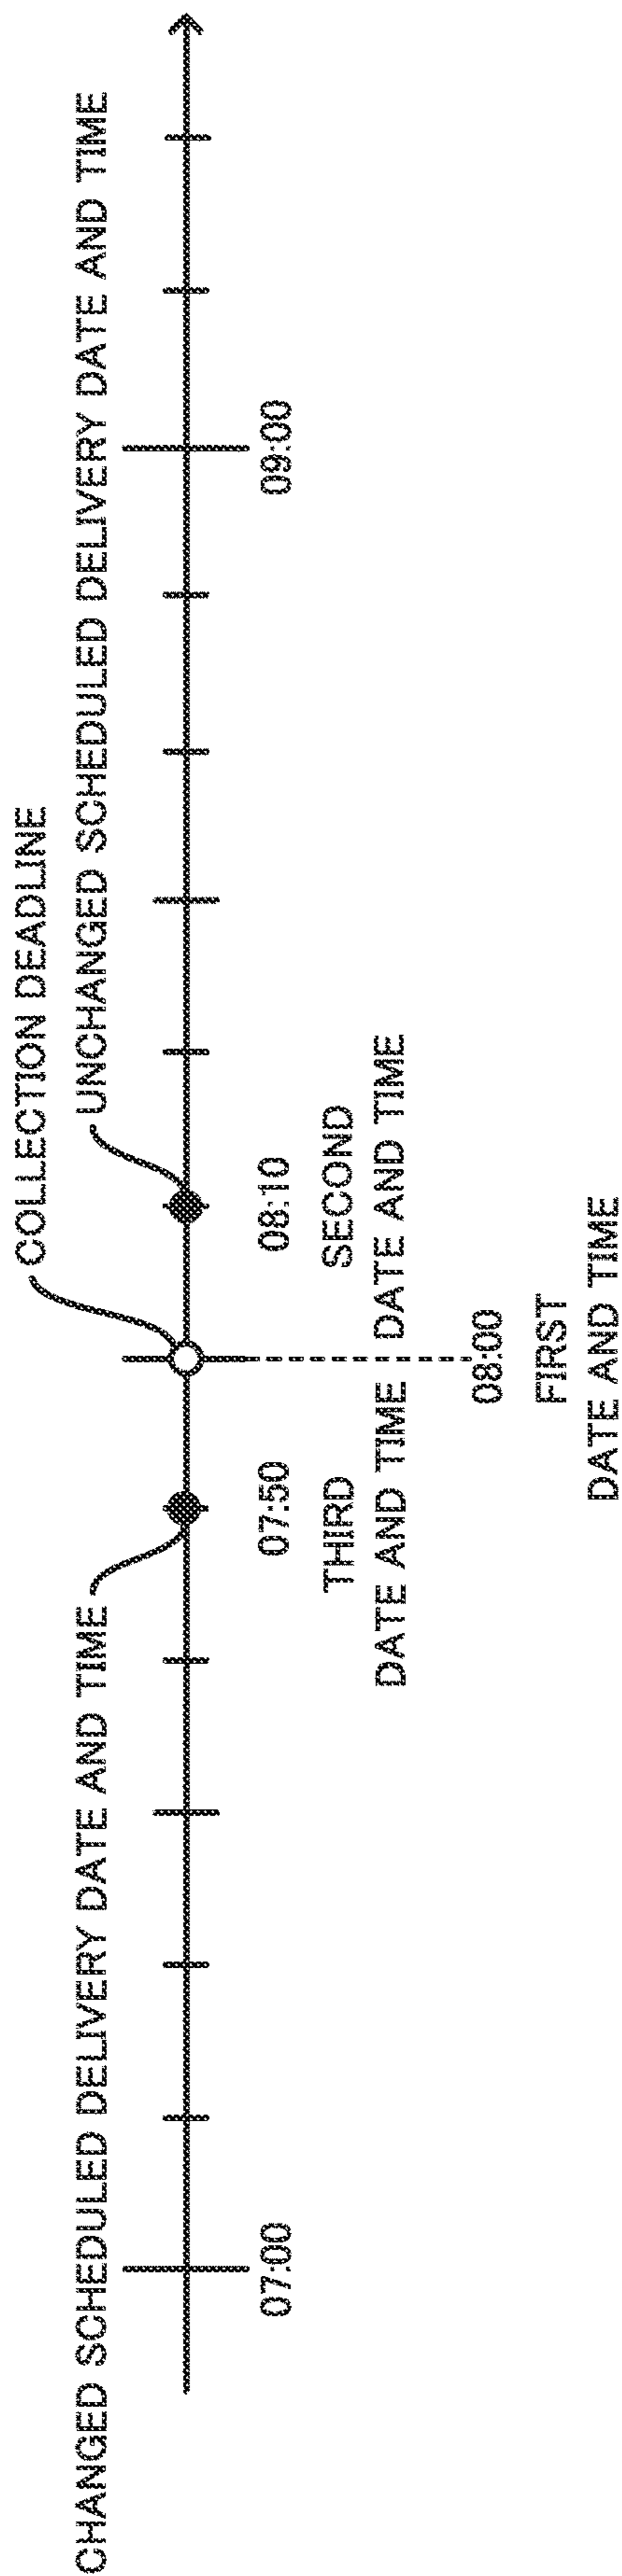 COLLECTION DEADLINE
CHANGED SCHEDULED DELIVERY DATE AND TIME
UNCHANGED SCHEDULED DELIVERY DATE AND TIME
07:00
07:50
08:10
09:00
THIRD
DATE AND TIME
SECOND
DATE AND TIME
08:00
FIRST
DATE AND TIME